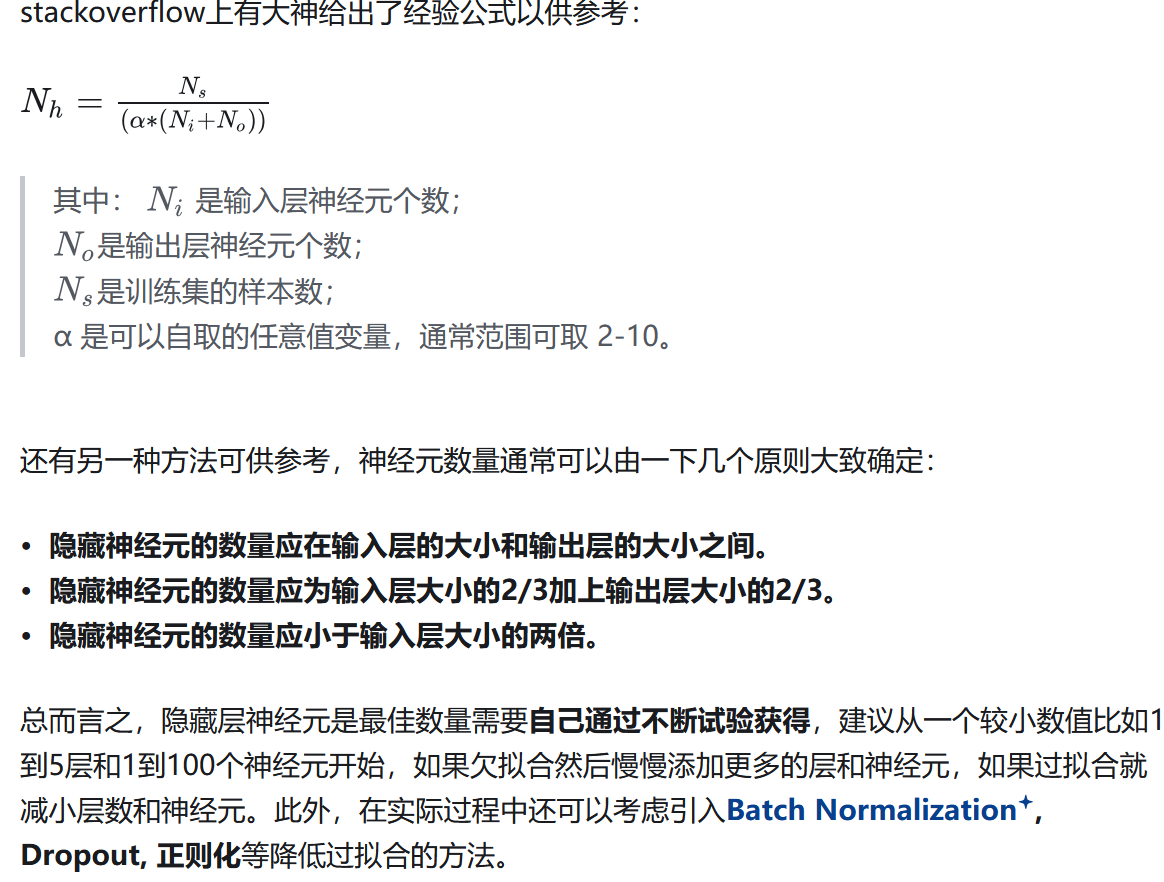 stackoverflow上有大神给出了经验公式以供参考：
N_h = \frac{N_s}{(α*(N_i+N_o))}
其中： N_i 是输入层神经元个数；
N_o是输出层神经元个数；
N_s是训练集的样本数；
α 是可以自取的任意值变量，通常范围可取 2-10。
还有另一种方法可供参考，神经元数量通常可以由一下几个原则大致确定：
• 隐藏神经元的数量应在输入层的大小和输出层的大小之间。
• 隐藏神经元的数量应为输入层大小的2/3加上输出层大小的2/3。
• 隐藏神经元的数量应小于输入层大小的两倍。
总而言之，隐藏层神经元是最佳数量需要自己通过不断试验获得，建议从一个较小数值比如1
到5层和1到100个神经元开始，如果欠拟合然后慢慢添加更多的层和神经元，如果过拟合就
减小层数和神经元。此外，在实际过程中还可以考虑引入Batch Normalization,
Dropout, 正则化等降低过拟合的方法。